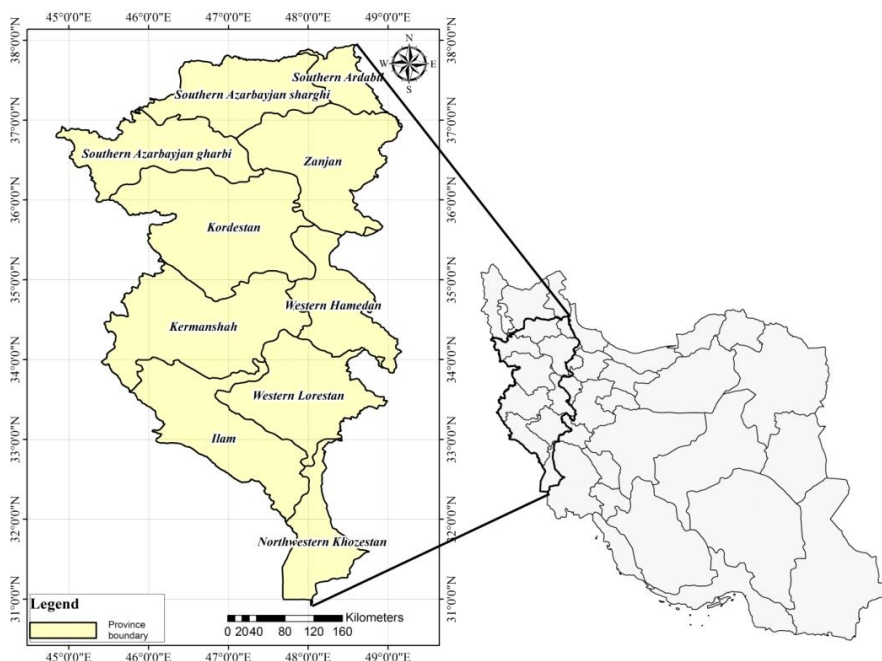 45°0'0"E 46°0'0"E 47°0'0"E 48°0'0"E 49°0'0"E
38°0'0"N
37°0'0"N
36°0'0"N
35°0'0"N
34°0'0"N
33°0'0"N
32°0'0"N
31°0'0"N
N
W E
S
Southern Ardabil
Southern Azarbayjan sharghi
Southern Azarbayjan gharbi
Zanjan
Kordestan
Western Hamedan
Kermanshah
Western Lorestan
Ilam
Northwestern Khozestan
Legend
Province
boundary
Kilometers
0 20 40 80 120 160
38°0'0"N
37°0'0"N
36°0'0"N
35°0'0"N
34°0'0"N
33°0'0"N
32°0'0"N
31°0'0"N
45°0'0"E 46°0'0"E 47°0'0"E 48°0'0"E 49°0'0"E